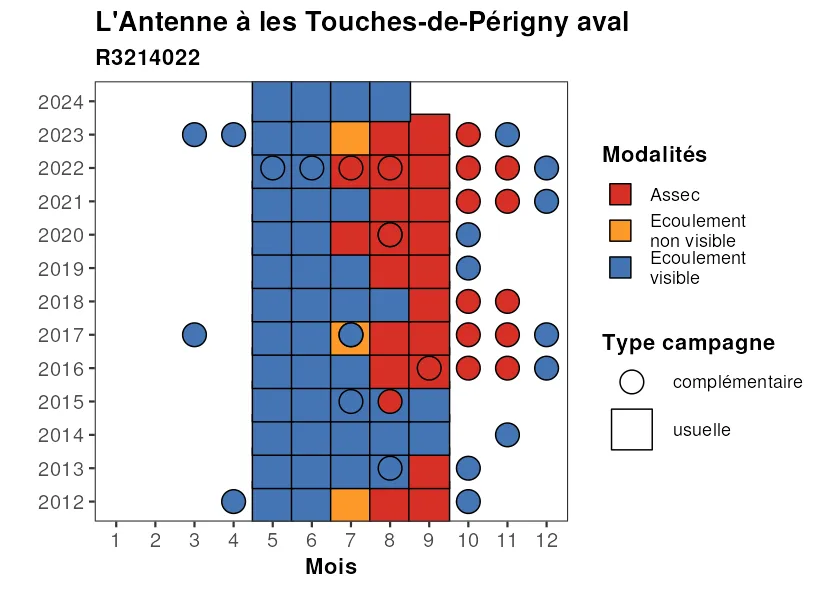 L'Antenne à les Touches-de-Périgny aval
R3214022
2024
2023
2022
2021
2020
2019
2018
2017
2016
2015
2014
2013
2012
1 2 3 4 5 6 7 8 9 10 11 12
Mois
Modalités
Assec
Ecoulement
non visible
Ecoulement
visible
Type campagne
complémentaire
usuelle